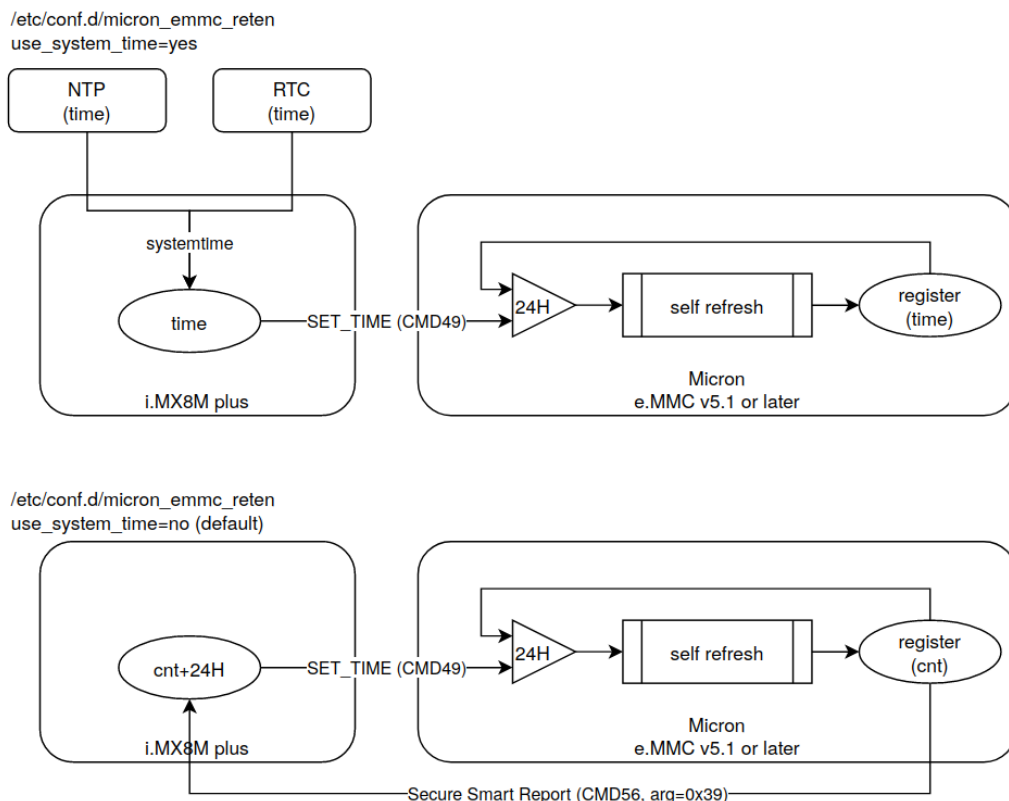 /etc/conf.d/micron_emmc_reten
use_system_time=yes
NTP
(time)
RTC
(time)
systemtime
time
SET_TIME (CMD49)
24H
self refresh
register
(time)
i.MX8M plus
Micron
e.MMC v5.1 or later
/etc/conf.d/micron_emmc_reten
use_system_time=no (default)
cnt+24H
SET_TIME (CMD49)
24H
self refresh
register
(cnt)
i.MX8M plus
Micron
e.MMC v5.1 or later
Secure Smart Report (CMD56, arg=0x39)